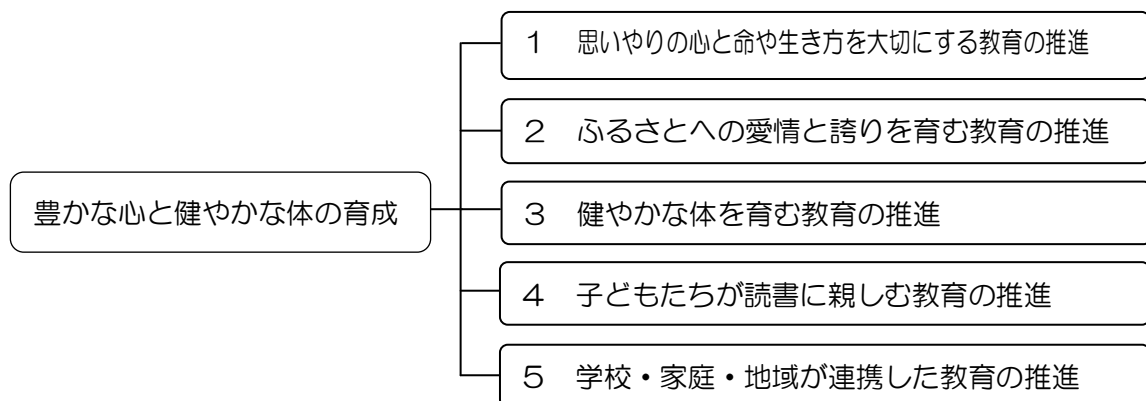 1 思いやりの心と命や生き方を大切にする教育の推進
2 ふるさとへの愛情と誇りを育む教育の推進
豊かな心と健やかな体の育成
3 健やかな体を育む教育の推進
4 子どもたちが読書に親しむ教育の推進
5 学校・家庭・地域が連携した教育の推進